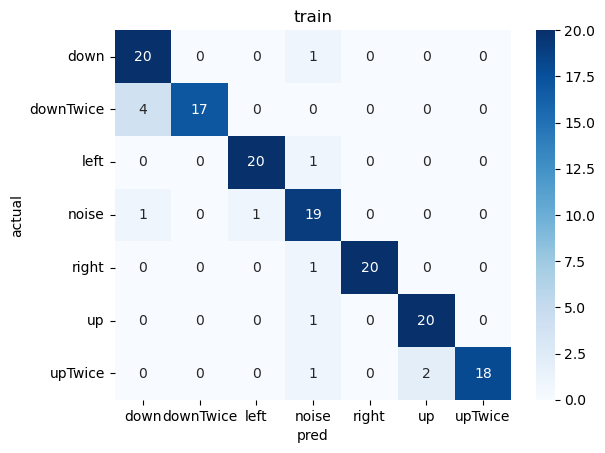 train
down 20 0 0 1 0 0 0
downTwice 4 17 0 0 0 0 0
left 0 0 20 1 0 0 0
noise 1 0 1 19 0 0 0
right 0 0 0 1 20 0 0
up 0 0 0 1 0 20 0
upTwice 0 0 0 1 0 2 18
down downTwice left noise right up upTwice
pred
actual
20.0
17.5
15.0
12.5
10.0
7.5
5.0
2.5
0.0